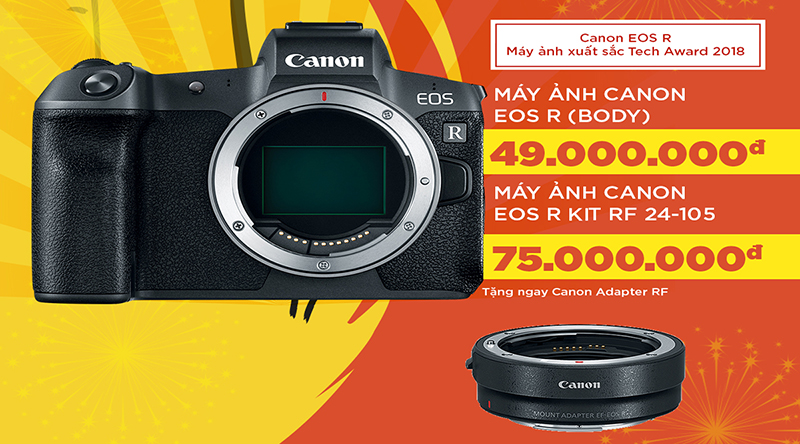 Canon
EOS
R
Canon EOS R
Máy ảnh xuất sắc Tech Award 2018
MÁY ẢNH CANON
EOS R (BODY)
49.000.000đ
MÁY ẢNH CANON
EOS R KIT RF 24-105
75.000.000đ
Tặng ngay Canon Adapter RF
Canon
MOUNT ADAPTER EF-EOS R